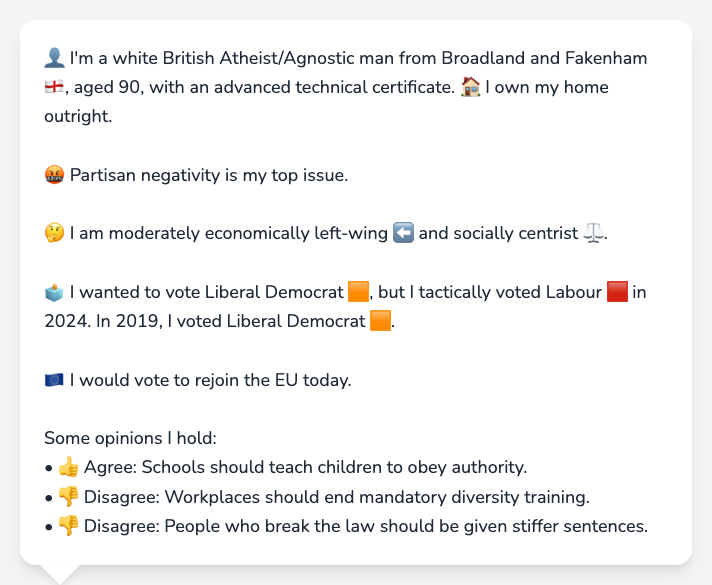 👤 I'm a white British Atheist/Agnostic man from Broadland and Fakenham
🏴󠁧󠁢󠁥󠁮󠁧󠁿, aged 90, with an advanced technical certificate. 🏠 I own my home
outright.
🤬 Partisan negativity is my top issue.
🤔 I am moderately economically left-wing ⬅️ and socially centrist ⚖️.
🗳️ I wanted to vote Liberal Democrat 🟧, but I tactically voted Labour 🟥 in
2024. In 2019, I voted Liberal Democrat 🟧.
🇪🇺 I would vote to rejoin the EU today.
Some opinions I hold:
• 👍 Agree: Schools should teach children to obey authority.
• 👎 Disagree: Workplaces should end mandatory diversity training.
• 👎 Disagree: People who break the law should be given stiffer sentences.